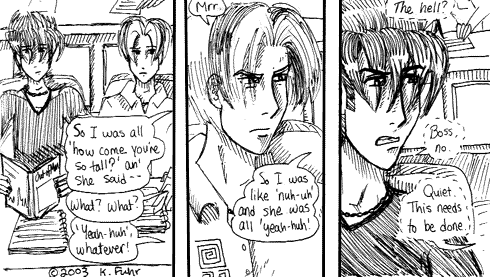 So I was all
'how come you're
so tall?' an'
she said--
What? What?
'Yeah-huh',
whatever!
©2003 K. Fuhr
Mrr.
So I was
like 'nuh-uh'
and she was
all 'yeah-huh.'
The hell?
Boss,
no.
Quiet.
This needs
to be done.